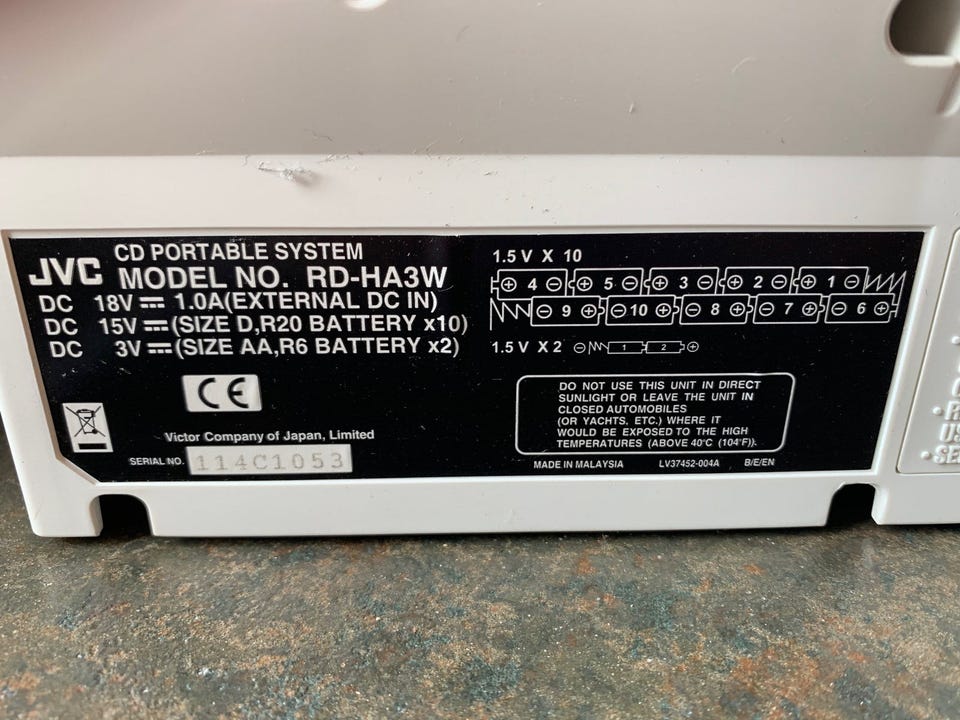 CD PORTABLE SYSTEM
JVC MODEL NO. RD-HA3W
DC 18V 1.0A(EXTERNAL DC IN)
DC 15V (SIZE D,R20 BATTERY x10)
DC 3V (SIZE AA,R6 BATTERY x2)
CE
Victor Company of Japan, Limited
SERIAL NO. 114C1053
1.5 V X 10
⊕ 4 ⊖ ⊕ 5 ⊖ ⊕ 3 ⊖ ⊕ 2 ⊖ ⊕ 1 ⊖
⊖ 9 ⊕ ⊖ 10 ⊕ ⊖ 8 ⊕ ⊖ 7 ⊕ ⊖ 6 ⊕
1.5 V X 2 ⊖ 1 2 ⊕
DO NOT USE THIS UNIT IN DIRECT
SUNLIGHT OR LEAVE THE UNIT IN
CLOSED AUTOMOBILES
(OR YACHTS, ETC.) WHERE IT
WOULD BE EXPOSED TO THE HIGH
TEMPERATURES (ABOVE 40°C (104°F)).
MADE IN MALAYSIA LV37452-004A B/E/EN